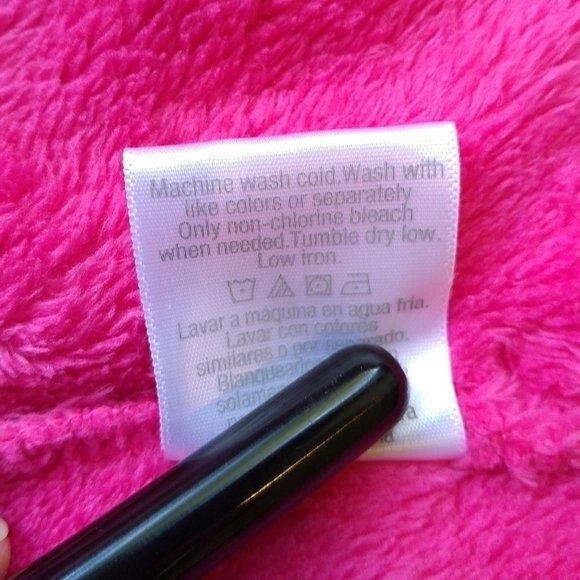 Machine wash cold.Wash with
like colors or separately
Only non-chlorine bleach
when needed.Tumble dry low.
Low iron.
Lavar a máquina en agua fría.
Lavar con colores
similares o por
Blanqueado